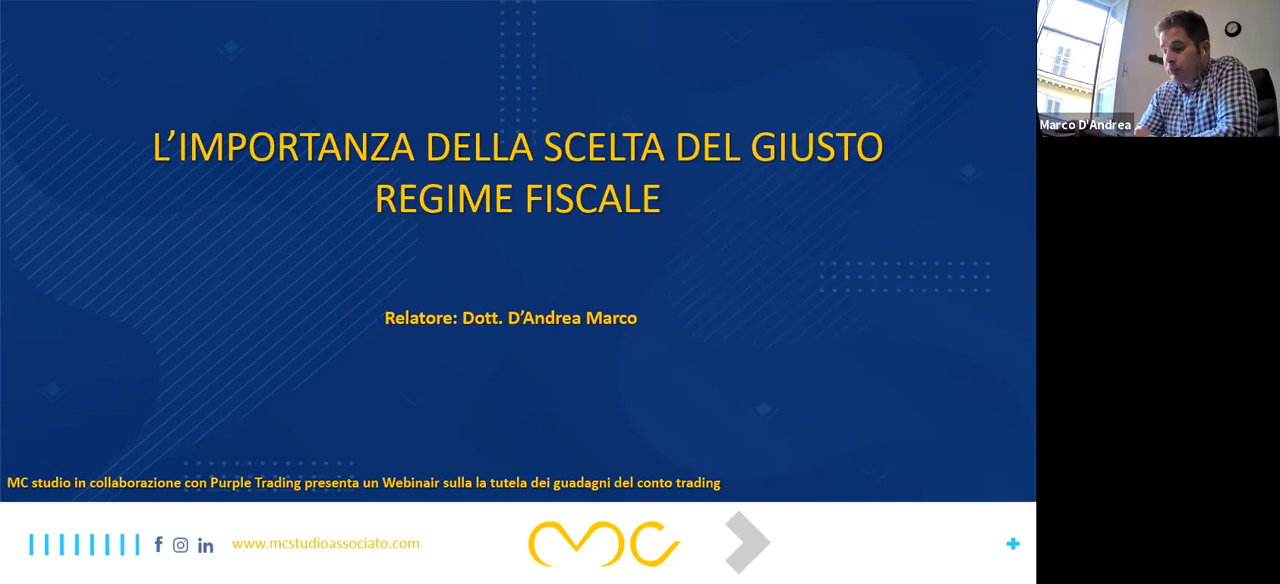 L’IMPORTANZA DELLA SCELTA DEL GIUSTO
REGIME FISCALE
Relatore: Dott. D’Andrea Marco
MC studio in collaborazione con Purple Trading presenta un Webinair sulla la tutela dei guadagni del conto trading
www.mcstudioassociato.com
MC
Marco D'Andrea